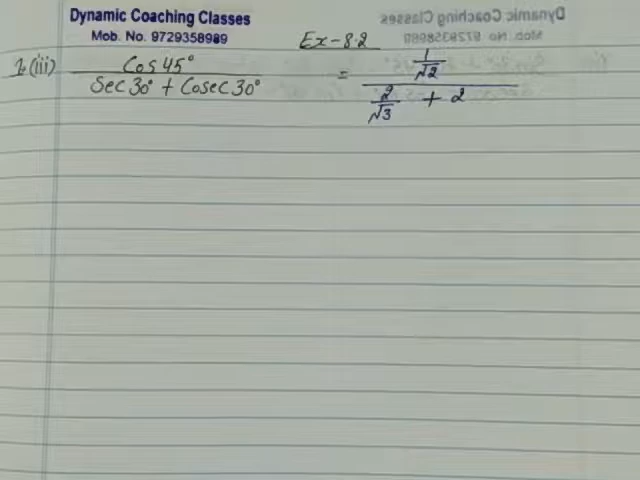 Dynamic Coaching Classes
Mob. No. 9729358989
Ex-8.2
1.(iii) Cos 45° / Sec 30° + Cosec 30° = 1/√2 / 2/√3 + 2